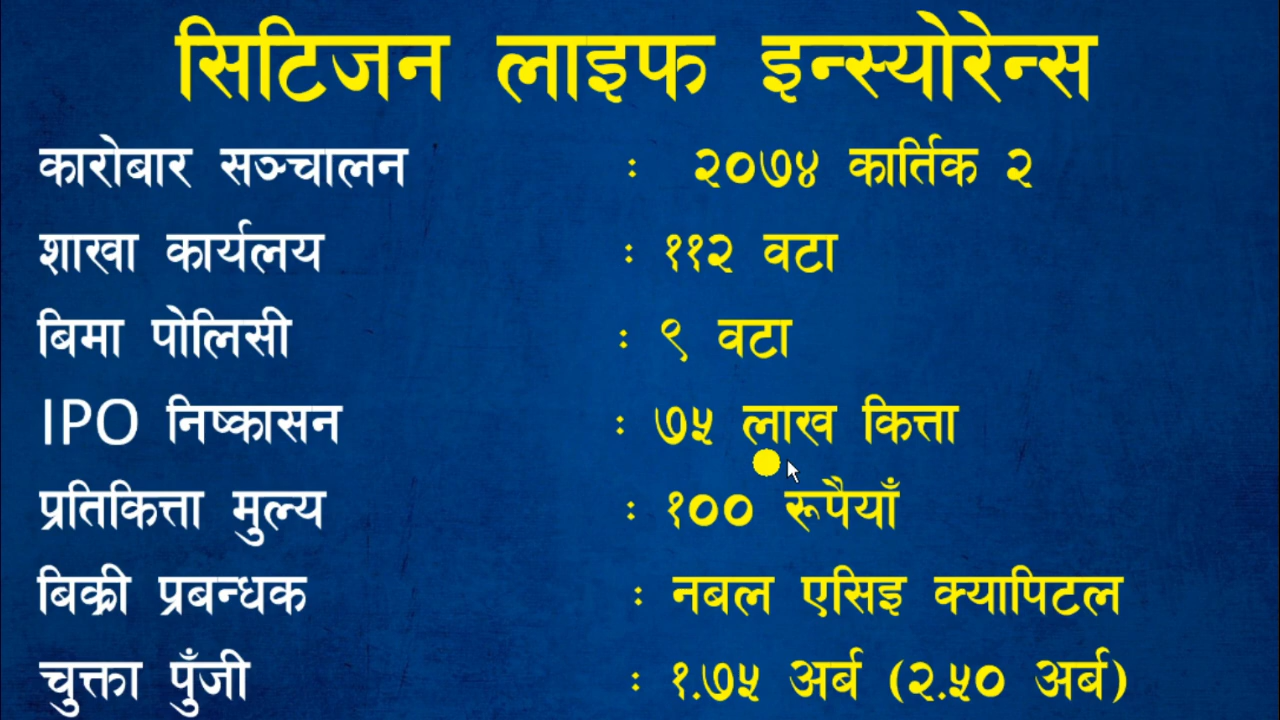 सिटिजन लाइफ इन्स्योरेन्स
कारोबार सञ्चालन : २०७४ कार्तिक २
शाखा कार्यलय : ११२ वटा
बिमा पोलिसी : ९ वटा
IPO निष्कासन : ७५ लाख कित्ता
प्रतिकित्ता मुल्य : १०० रूपैयाँ
बिक्री प्रबन्धक : नबल एसिइ क्यापिटल
चुक्ता पुँजी : १.७५ अर्ब (२.५० अर्ब)